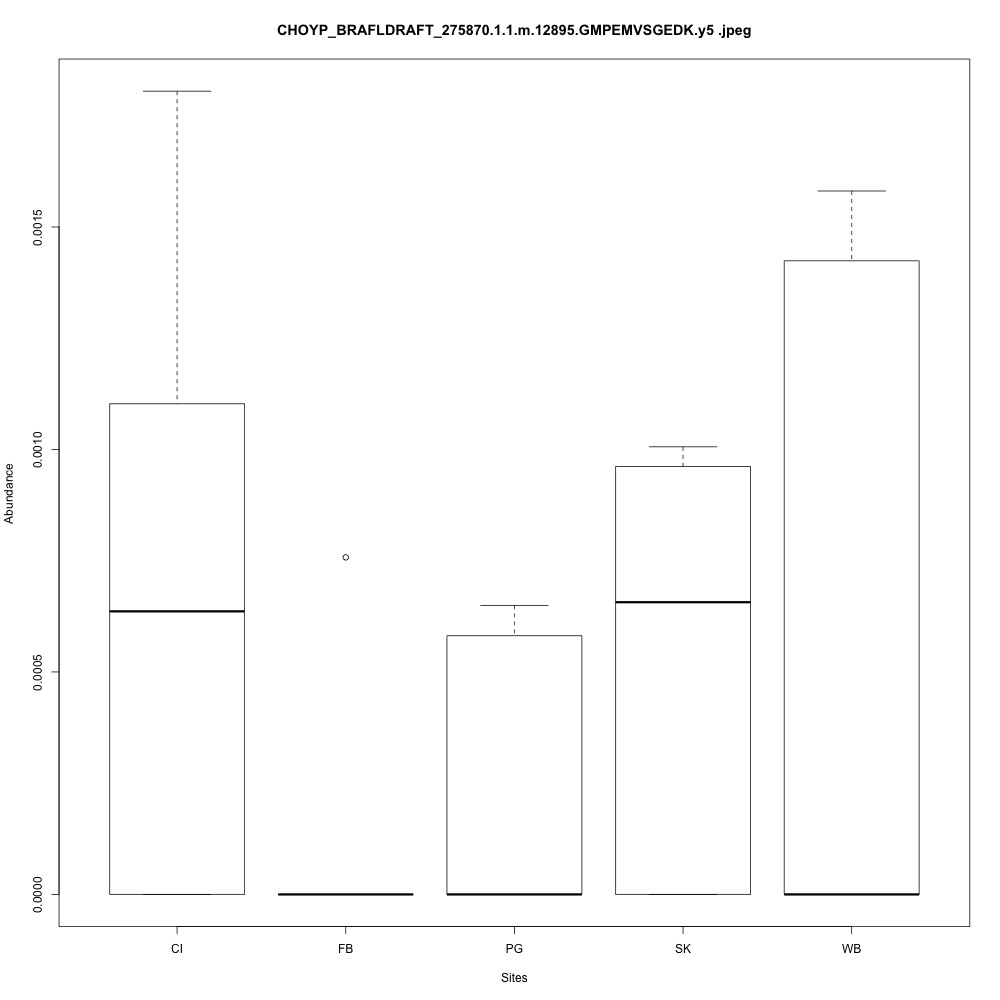 CHOYP_BRAFLDRAFT_275870.1.1.m.12895.GMPEMVSGEDK.y5 .jpeg
0.0015
0.0010
Abundance
0.0005
0.0000
CI FB PG SK WB
Sites